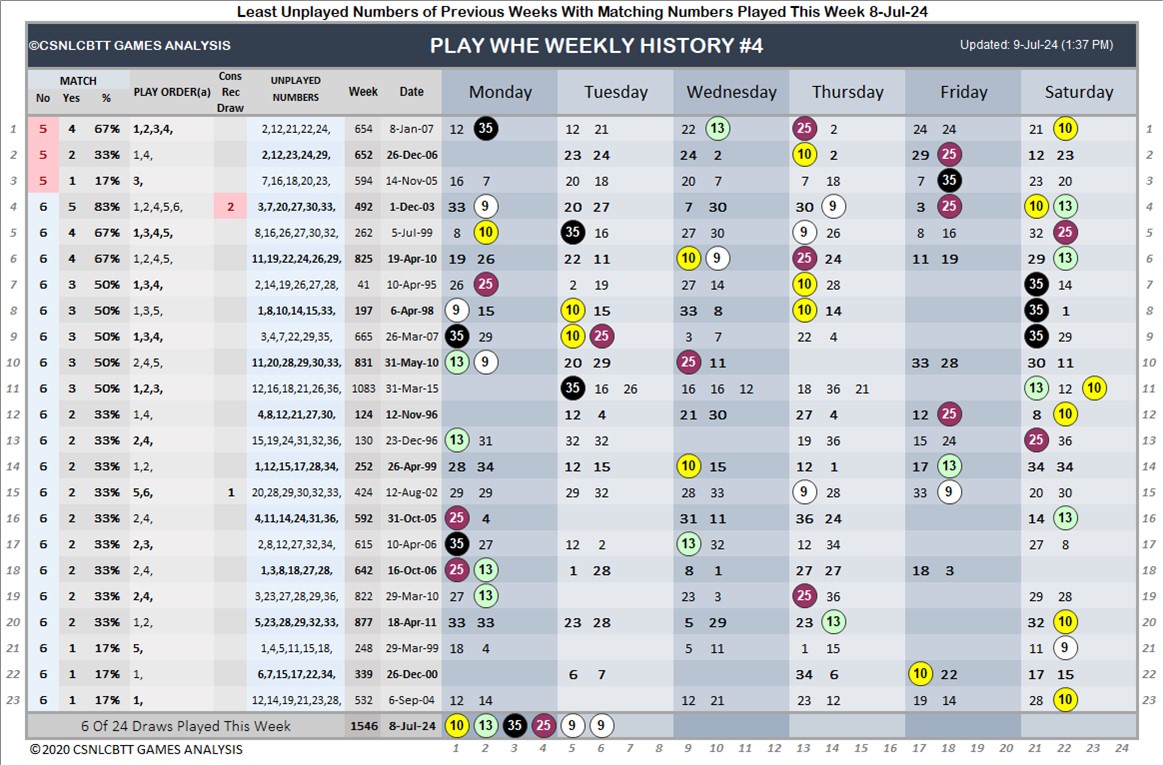 Least Unplayed Numbers of Previous Weeks With Matching Numbers Played This Week 8-Jul-24
©CSNLCBTT GAMES ANALYSIS PLAY WHE WEEKLY HISTORY #4 Updated: 9-Jul-24 (1:37 PM)
MATCH Cons UNPLAYED
No Yes % PLAY ORDER(a) Rec NUMBERS Week Date Monday Tuesday Wednesday Thursday Friday Saturday
Draw
1 5 4 67% 1,2,3,4, 2,12,21,22,24, 654 8-Jan-07 12 35 12 21 22 13 25 2 24 24 21 10 1
2 5 2 33% 1,4, 2,12,23,24,29, 652 26-Dec-06 23 24 24 2 10 2 29 25 12 23 2
3 5 1 17% 3, 7,16,18,20,23, 594 14-Nov-05 16 7 20 18 20 7 7 18 7 35 23 20 3
4 6 5 83% 1,2,4,5,6, 2 3,7,20,27,30,33, 492 1-Dec-03 33 9 20 27 7 30 30 9 3 25 10 13 4
5 6 4 67% 1,3,4,5, 8,16,26,27,30,32, 262 5-Jul-99 8 10 35 16 27 30 9 26 8 16 32 25 5
6 6 4 67% 1,2,4,5, 11,19,22,24,26,29, 825 19-Apr-10 19 26 22 11 10 9 25 24 11 19 29 13 6
7 6 3 50% 1,3,4, 2,14,19,26,27,28, 41 10-Apr-95 26 25 2 19 27 14 10 28 35 14 7
8 6 3 50% 1,3,5, 1,8,10,14,15,33, 197 6-Apr-98 9 15 10 15 33 8 10 14 35 1 8
9 6 3 50% 1,3,4, 3,4,7,22,29,35, 665 26-Mar-07 35 29 10 25 3 7 22 4 35 29 9
10 6 3 50% 2,4,5, 11,20,28,29,30,33, 831 31-May-10 13 9 20 29 25 11 33 28 30 11 10
11 6 3 50% 1,2,3, 12,16,18,21,26,36, 1083 31-Mar-15 35 16 26 16 16 12 18 36 21 13 12 10 11
12 6 2 33% 1,4, 4,8,12,21,27,30, 124 12-Nov-96 12 4 21 30 27 4 12 25 8 10 12
13 6 2 33% 2,4, 15,19,24,31,32,36, 130 23-Dec-96 13 31 32 32 19 36 15 24 25 36 13
14 6 2 33% 1,2, 1,12,15,17,28,34, 252 26-Apr-99 28 34 12 15 10 15 12 1 17 13 34 34 14
15 6 2 33% 5,6, 1 20,28,29,30,32,33, 424 12-Aug-02 29 29 29 32 28 33 9 28 33 9 20 30 15
16 6 2 33% 2,4, 4,11,14,24,31,36, 592 31-Oct-05 25 4 31 11 36 24 14 13 16
17 6 2 33% 2,3, 2,8,12,27,32,34, 615 10-Apr-06 35 27 12 2 13 32 12 34 27 8 17
18 6 2 33% 2,4, 1,3,8,18,27,28, 642 16-Oct-06 25 13 1 28 8 1 27 27 18 3 18
19 6 2 33% 2,4, 3,23,27,28,29,36, 822 29-Mar-10 27 13 23 3 25 36 29 28 19
20 6 2 33% 1,2, 5,23,28,29,32,33, 877 18-Apr-11 33 33 23 28 5 29 23 13 32 10 20
21 6 1 17% 5, 1,4,5,11,15,18, 248 29-Mar-99 18 4 5 11 1 15 11 9 21
22 6 1 17% 1, 6,7,15,17,22,34, 339 26-Dec-00 6 7 34 6 10 22 17 15 22
23 6 1 17% 1, 12,14,19,21,23,28, 532 6-Sep-04 12 14 12 21 23 12 19 14 28 10 23
6 Of 24 Draws Played This Week 1546 8-Jul-24 10 13 35 25 9 9
©2020 CSNLCBTT GAMES ANALYSIS 1 2 3 4 5 6 7 8 9 10 11 12 13 14 15 16 17 18 19 20 21 22 23 24